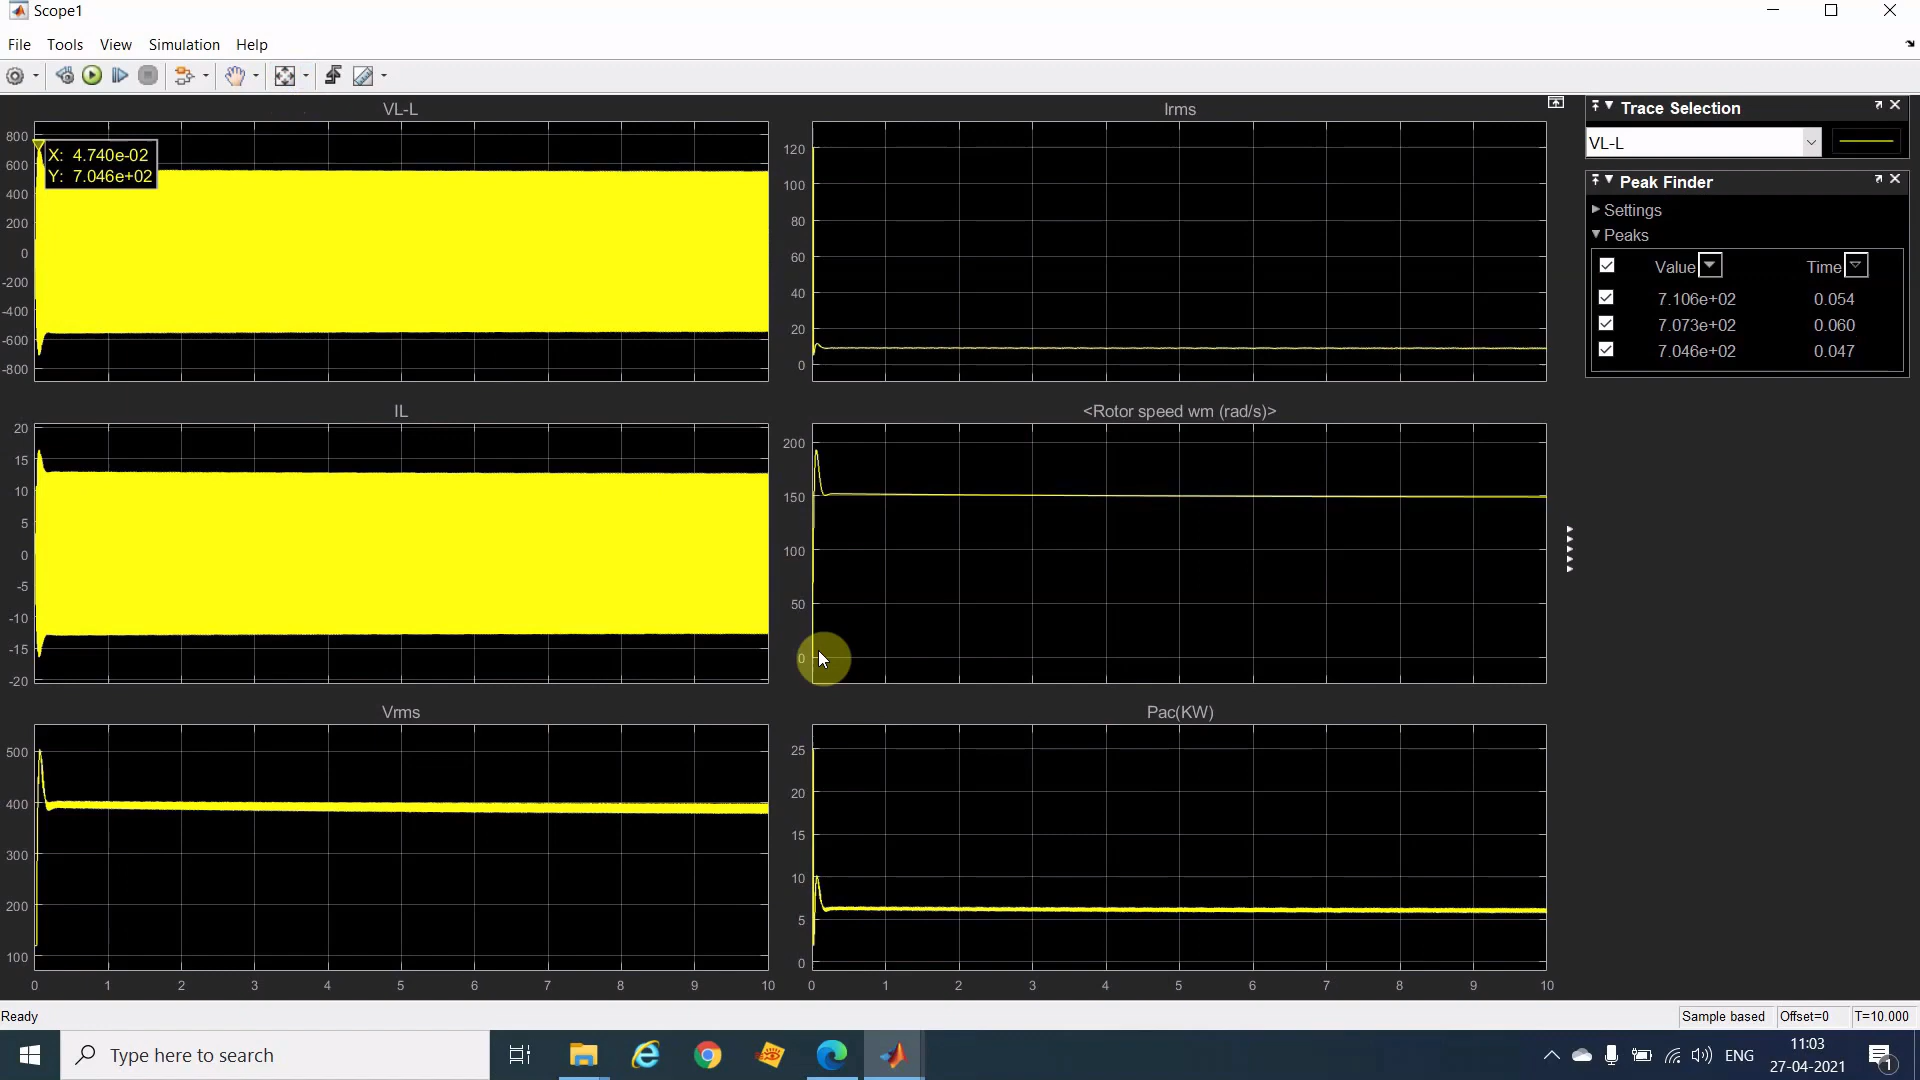 Scope1
File Tools View Simulation Help
VL-L
800
600
400
200
0
-200
-400
-600
-800
X: 4.740e-02
Y: 7.046e+02
Irms
120
100
80
60
40
20
0
IL
20
15
10
5
0
-5
-10
-15
-20
<Rotor speed wm (rad/s)>
200
150
100
50
0
Vrms
500
400
300
200
100
0 1 2 3 4 5 6 7 8 9 10
Pac(KW)
25
20
15
10
5
0
0 1 2 3 4 5 6 7 8 9 10
Trace Selection
VL-L
Peak Finder
Settings
Peaks
Value Time
7.106e+02 0.054
7.073e+02 0.060
7.046e+02 0.047
Ready
Sample based Offset=0 T=10.000
Type here to search
ENG
11:03
27-04-2021
1